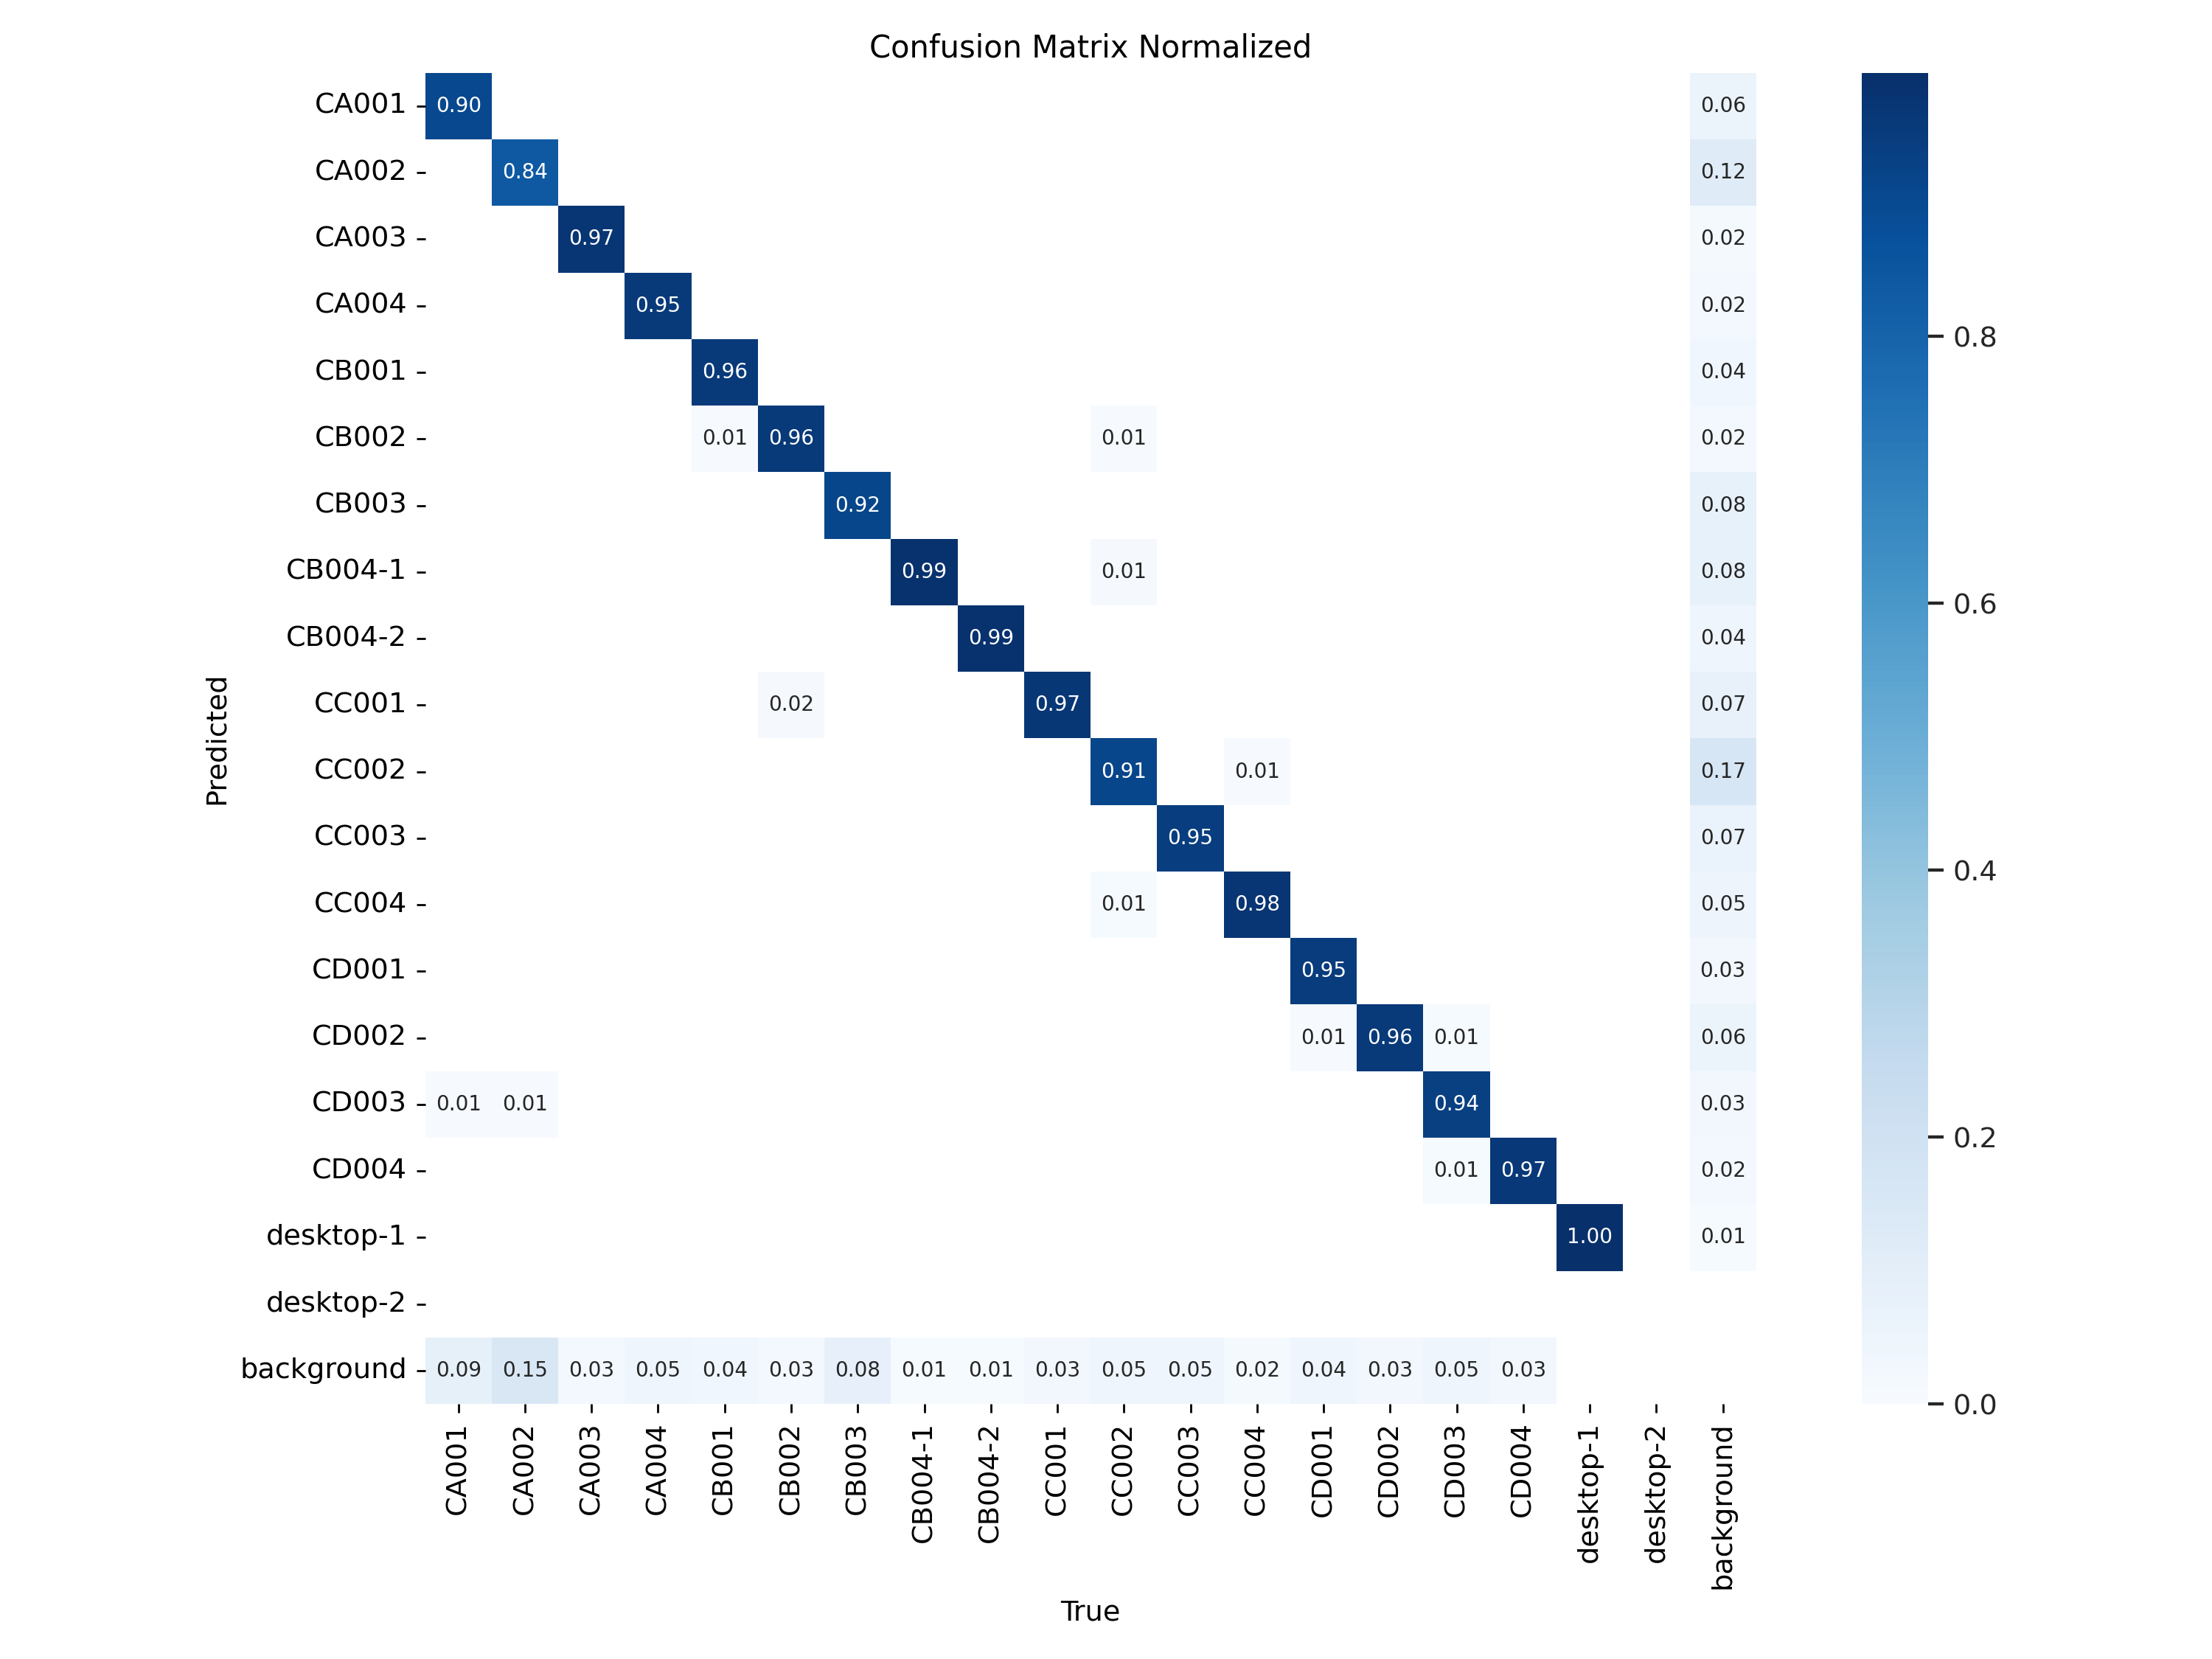 Confusion Matrix Normalized
CA001 0.90 0.06
CA002 0.84 0.12
CA003 0.97 0.02
CA004 0.95 0.02
0.8
CB001 0.96 0.04
CB002 0.01 0.96 0.01 0.02
CB003 0.92 0.08
CB004-1 0.99 0.01 0.08
0.6
CB004-2 0.99 0.04
CC001 0.02 0.97 0.07
Predicted
CC002 0.91 0.01 0.17
CC003 0.95 0.07
0.4
CC004 0.01 0.98 0.05
CD001 0.95 0.03
CD002 0.01 0.96 0.01 0.06
CD003 0.01 0.01 0.94 0.03
0.2
CD004 0.01 0.97 0.02
desktop-1 1.00 0.01
desktop-2
background 0.09 0.15 0.03 0.05 0.04 0.03 0.08 0.01 0.01 0.03 0.05 0.05 0.02 0.04 0.03 0.05 0.03
0.0
CA001 CA002 CA003 CA004 CB001 CB002 CB003 CB004-1 CB004-2 CC001 CC002 CC003 CC004 CD001 CD002 CD003 CD004 desktop-1 desktop-2 background
True